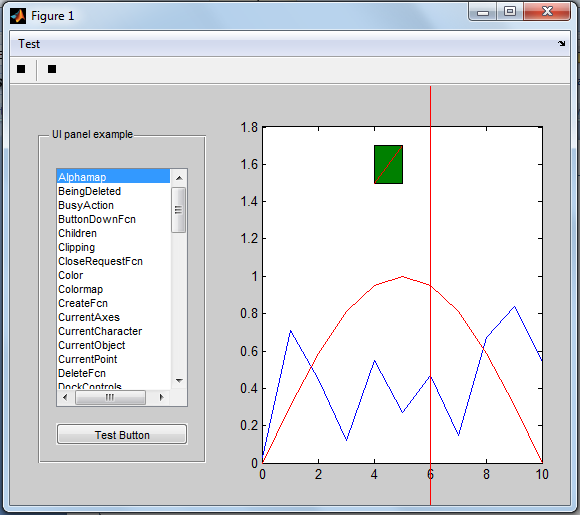 Figure 1
Test
UI panel example
Alphamap
BeingDeleted
BusyAction
ButtonDownFcn
Children
Clipping
CloseRequestFcn
Color
Colormap
CreateFcn
CurrentAxes
CurrentCharacter
CurrentObject
CurrentPoint
DeleteFcn
DockControls
Test Button
1.8
1.6
1.4
1.2
1
0.8
0.6
0.4
0.2
0
0 2 4 6 8 10